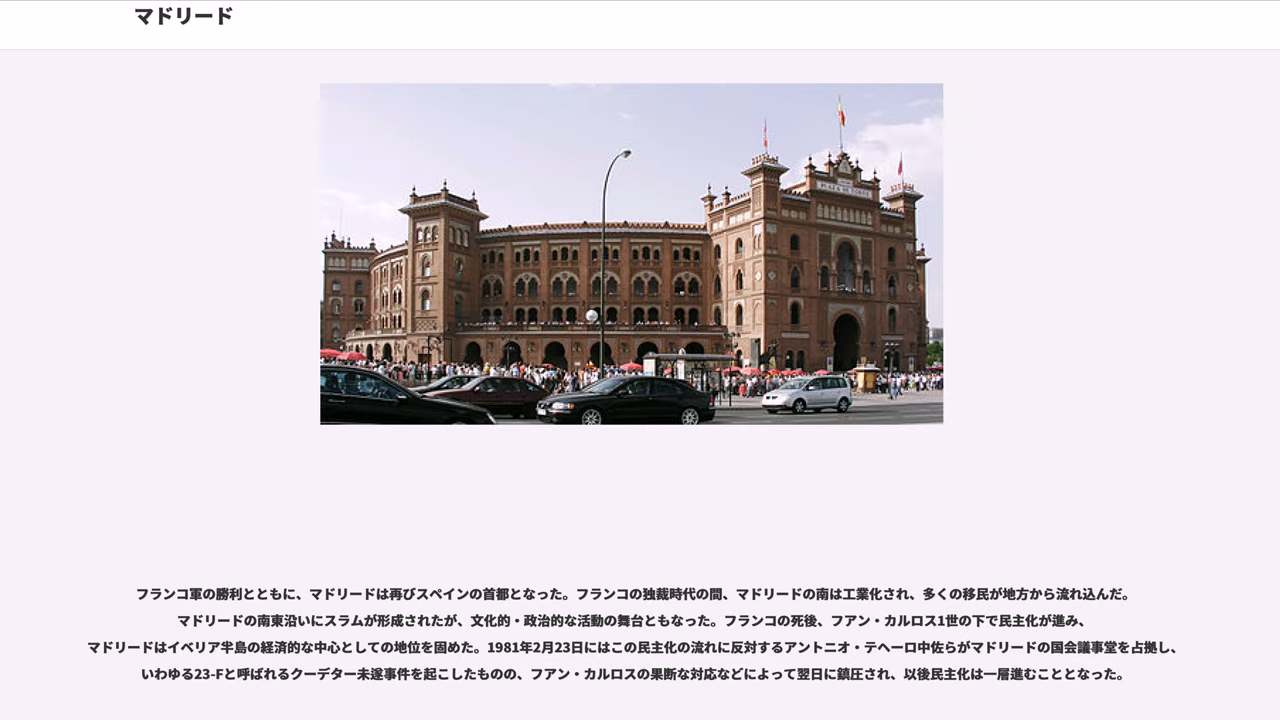 マドリード
PLAZA DE TOROS
フランコ軍の勝利とともに、マドリードは再びスペインの首都となった。フランコの独裁時代の間、マドリードの南は工業化され、多くの移民が地方から流れ込んだ。
マドリードの南東沿いにスラムが形成されたが、文化的・政治的な活動の舞台ともなった。フランコの死後、フアン・カルロス1世の下で民主化が進み、
マドリードはイベリア半島の経済的な中心としての地位を固めた。1981年2月23日にはこの民主化の流れに反対するアントニオ・テヘーロ中佐らがマドリードの国会議事堂を占拠し、
いわゆる23-Fと呼ばれるクーデター未遂事件を起こしたものの、フアン・カルロスの果断な対応などによって翌日に鎮圧され、以後民主化は一層進むこととなった。